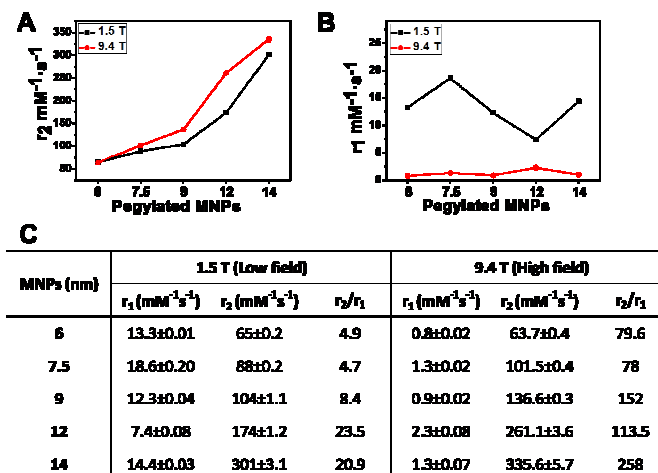 A
r2 mM-1·s-1
350
300
250
200
150
100
50
1.5 T
9.4 T
6 7.5 9 12 14
Pegylated MNPs
B
r1 mM-1·s-1
25
20
15
10
5
0
1.5 T
9.4 T
6 7.5 9 12 14
Pegylated MNPs
C
MNPs (nm) 1.5 T (Low field) 9.4 T (High field)
r1 (mM-1s-1) r2 (mM-1s-1) r2/r1 r1 (mM-1s-1) r2 (mM-1s-1) r2/r1
6 13.3±0.01 65±0.2 4.9 0.8±0.02 63.7±0.4 79.6
7.5 18.6±0.20 88±0.2 4.7 1.3±0.02 101.5±0.4 78
9 12.3±0.04 104±1.1 8.4 0.9±0.02 136.6±0.3 152
12 7.4±0.08 174±1.2 23.5 2.3±0.08 261.1±3.6 113.5
14 14.4±0.03 301±3.1 20.9 1.3±0.07 335.6±5.7 258